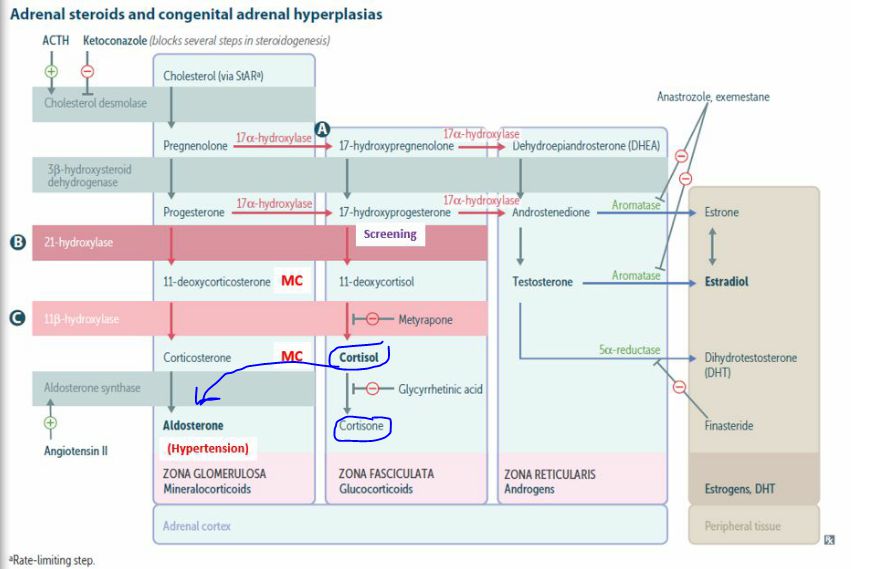 Adrenal steroids and congenital adrenal hyperplasias
ACTH Ketoconazole (blocks several steps in steroidogenesis)
Cholesterol (via StARᵃ)
Cholesterol desmolase
Anastrozole, exemestane
A
Pregnenolone 17α-hydroxylase 17-hydroxypregnenolone 17α-hydroxylase Dehydroepiandrosterone (DHEA)
3β-hydroxysteroid
dehydrogenase
Progesterone 17α-hydroxylase 17-hydroxyprogesterone 17α-hydroxylase Androstenedione Aromatase Estrone
Screening
B 21-hydroxylase
11-deoxycorticosterone MC 11-deoxycortisol Testosterone Aromatase Estradiol
C 11β-hydroxylase Metyrapone
Corticosterone MC Cortisol 5α-reductase Dihydrotestosterone
(DHT)
Aldosterone synthase Glycyrrhetinic acid
Aldosterone Cortisone Finasteride
Angiotensin II (Hypertension)
ZONA GLOMERULOSA ZONA FASCICULATA ZONA RETICULARIS
Mineralocorticoids Glucocorticoids Androgens Estrogens, DHT
Adrenal cortex Peripheral tissue
Rx
ᵃRate-limiting step.